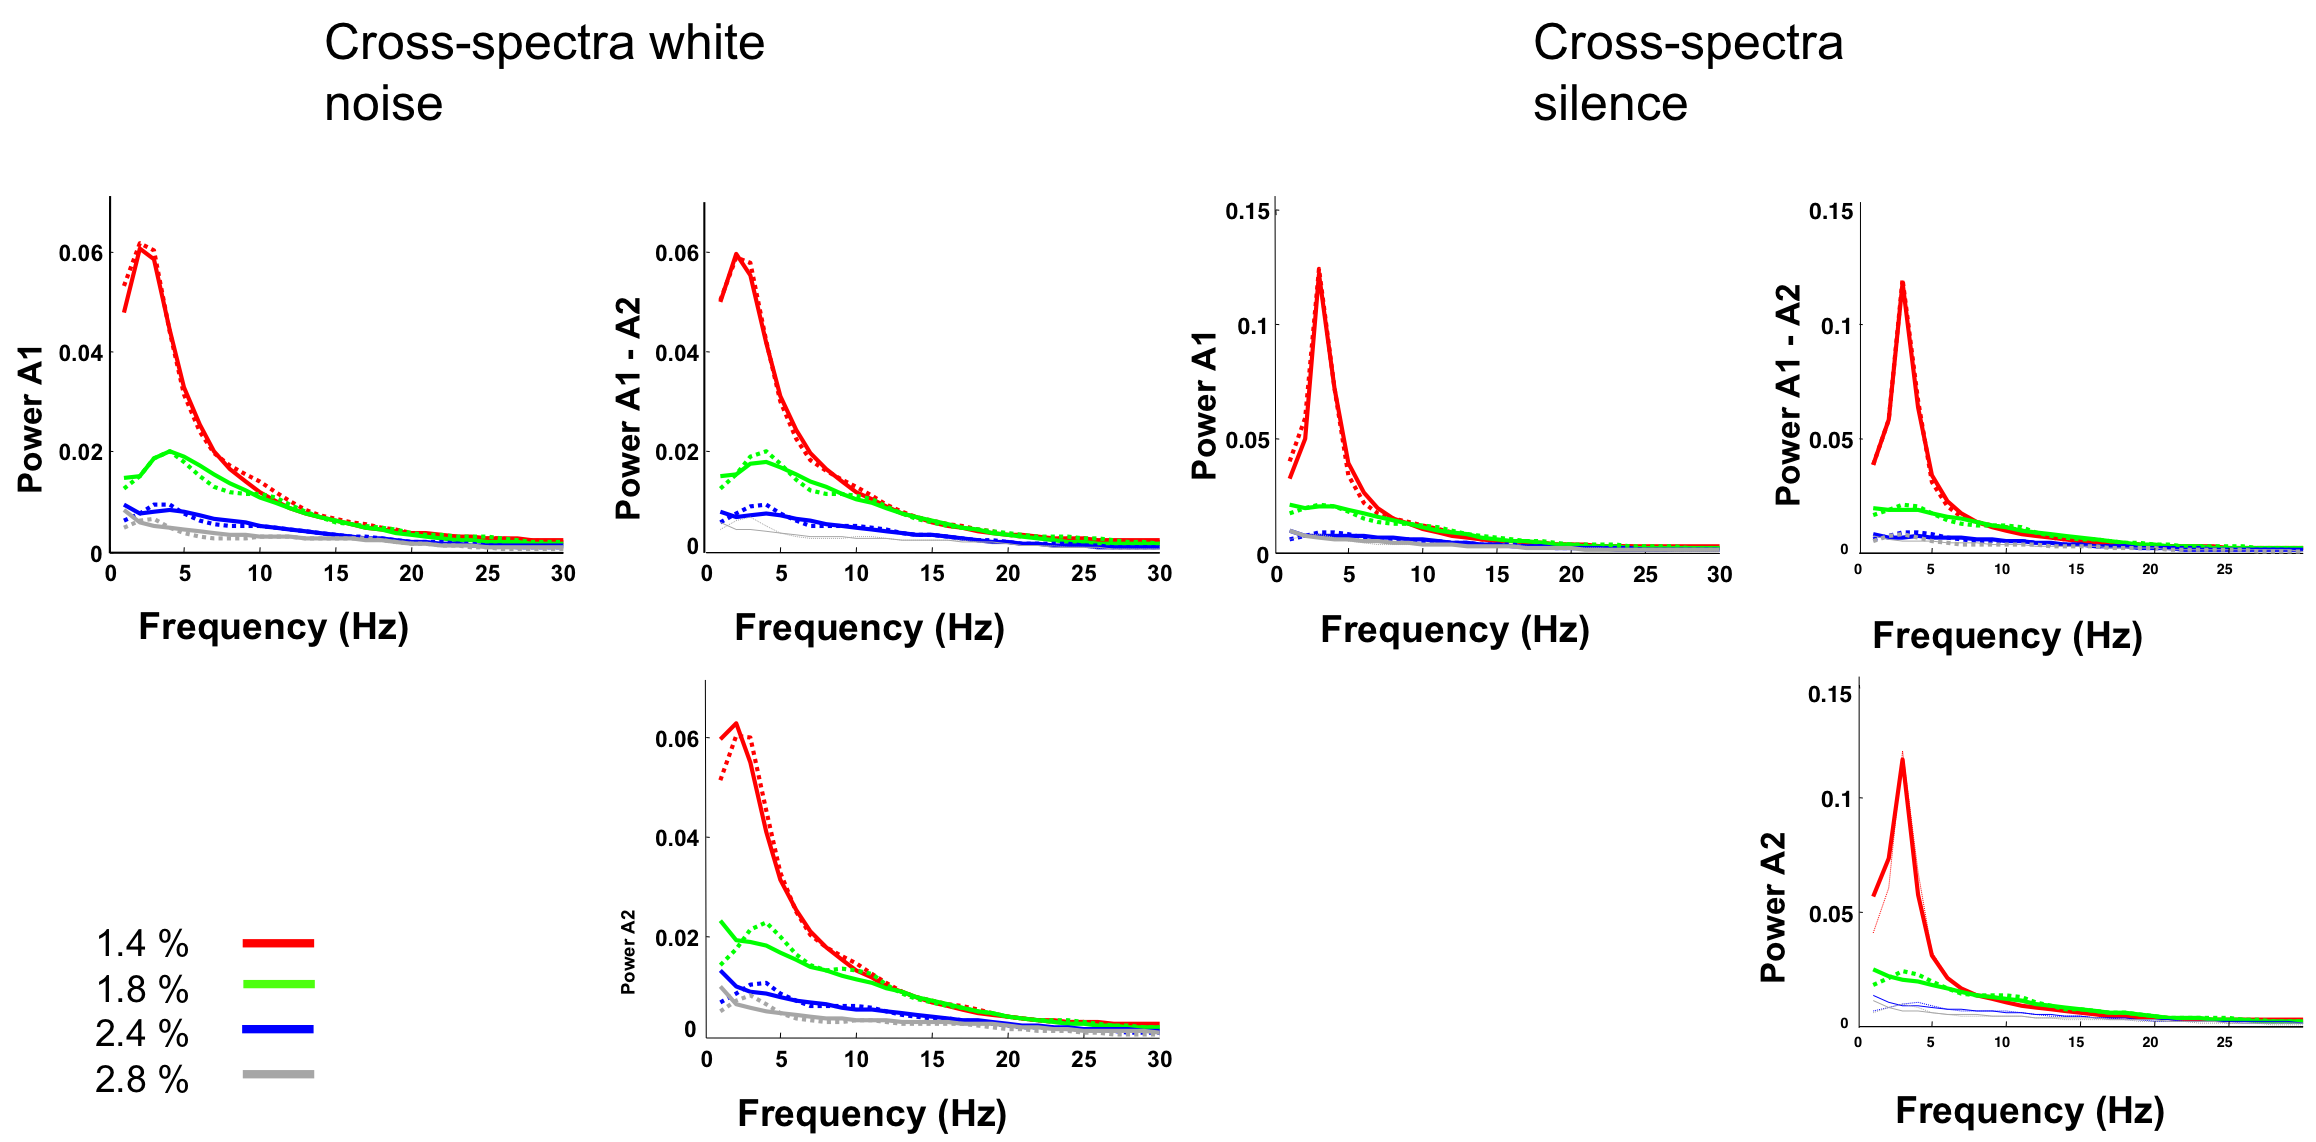 Cross-spectra white
noise
Cross-spectra
silence
Power A1
0.06
0.04
0.02
0
0 5 10 15 20 25 30
Frequency (Hz)
Power A1 - A2
0.06
0.04
0.02
0
0 5 10 15 20 25 30
Frequency (Hz)
Power A1
0.15
0.1
0.05
0
0 5 10 15 20 25 30
Frequency (Hz)
Power A1 - A2
0.15
0.1
0.05
0
0 5 10 15 20 25
Frequency (Hz)
Power A2
0.06
0.04
0.02
0
0 5 10 15 20 25 30
Frequency (Hz)
Power A2
0.15
0.1
0.05
0
0 5 10 15 20 25
Frequency (Hz)
1.4 %
1.8 %
2.4 %
2.8 %